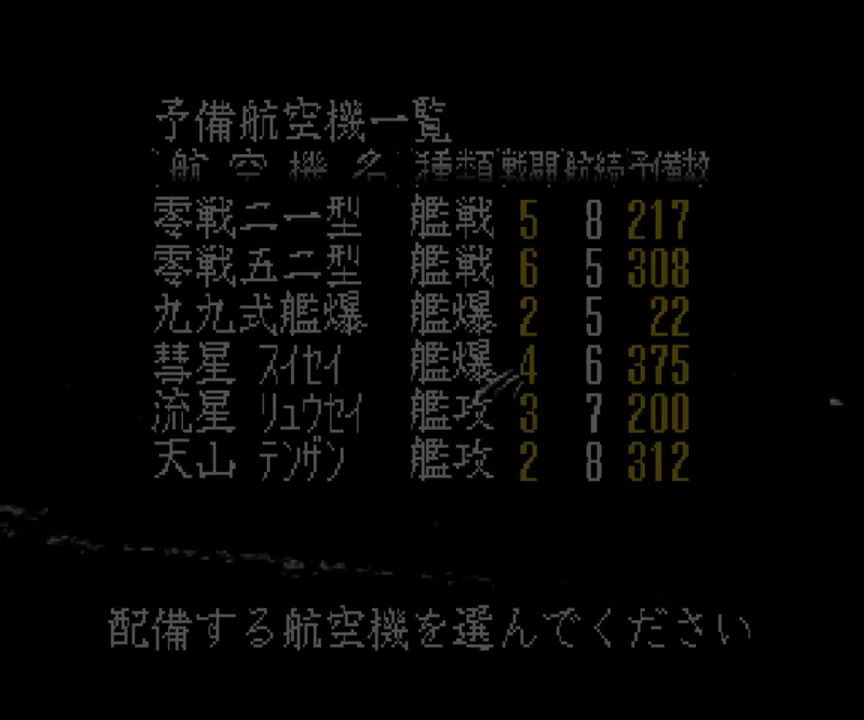 予備航空機一覧
航空機名 種類 戦闘 航続 予備数
零戦二一型 艦戦 5 8 217
零戦五二型 艦戦 6 5 308
九九式艦爆 艦爆 2 5 22
彗星 スイセイ 艦爆 4 6 375
流星 リュウセイ 艦攻 3 7 200
天山 テンザン 艦攻 2 8 312
配備する航空機を選んでください